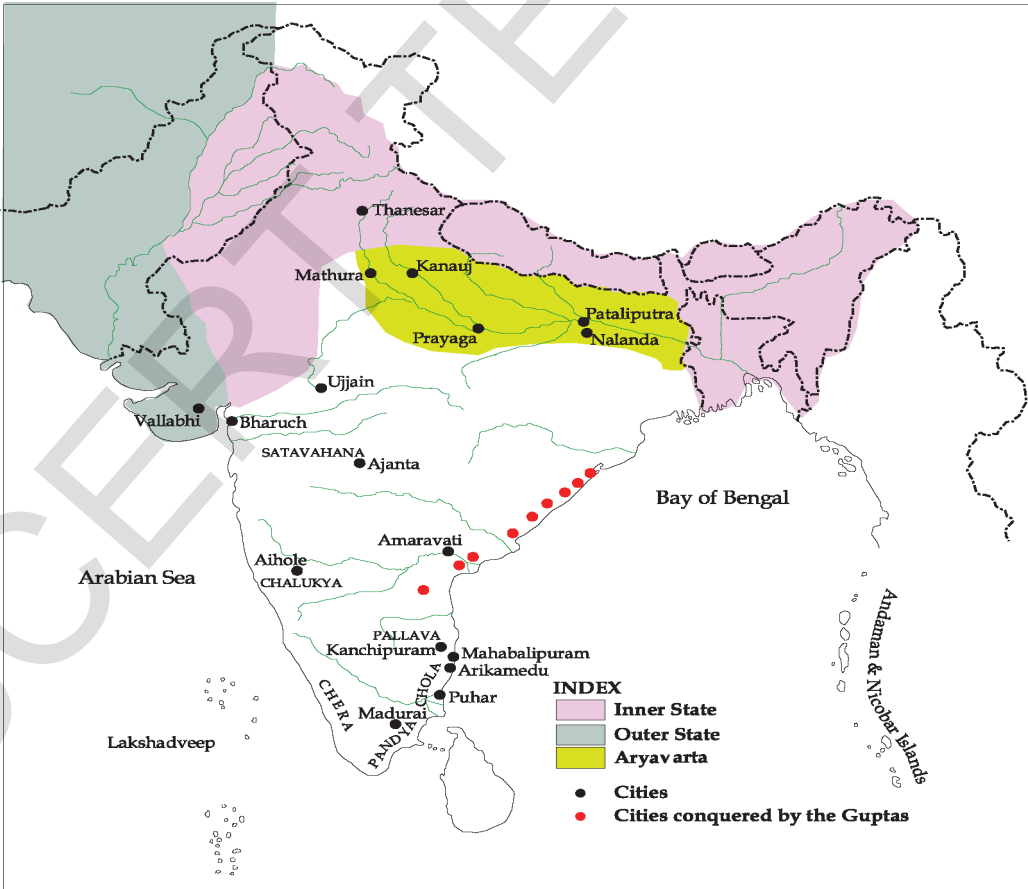 SCERT TE
Thanesar
Mathura
Kanauj
Pataliputra
Prayaga
Nalanda
Ujjain
Vallabhi
Bharuch
SATAVAHANA
Ajanta
Bay of Bengal
Amaravati
Aihole
CHALUKYA
Arabian Sea
PALLAVA
Kanchipuram
Mahabalipuram
Arikamedu
CHOLA
Puhar
CHERA
Madurai
PANDYA
Lakshadveep
Andaman & Nicobar Islands
INDEX
Inner State
Outer State
Aryavarta
Cities
Cities conquered by the Guptas